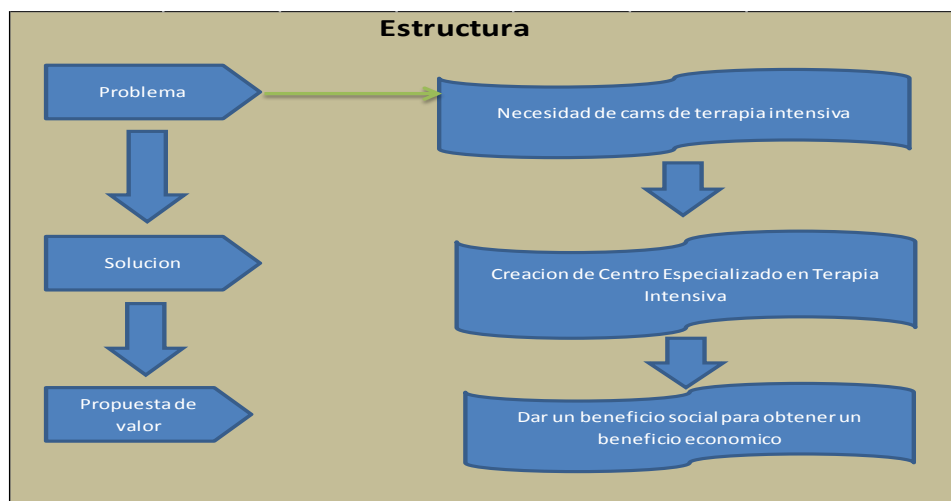 Estructura
Problema
Necesidad de cams de terrapia intensiva
Solucion
Creacion de Centro Especializado en Terapia
Intensiva
Propuesta de
valor
Dar un beneficio social para obtener un
beneficio economico